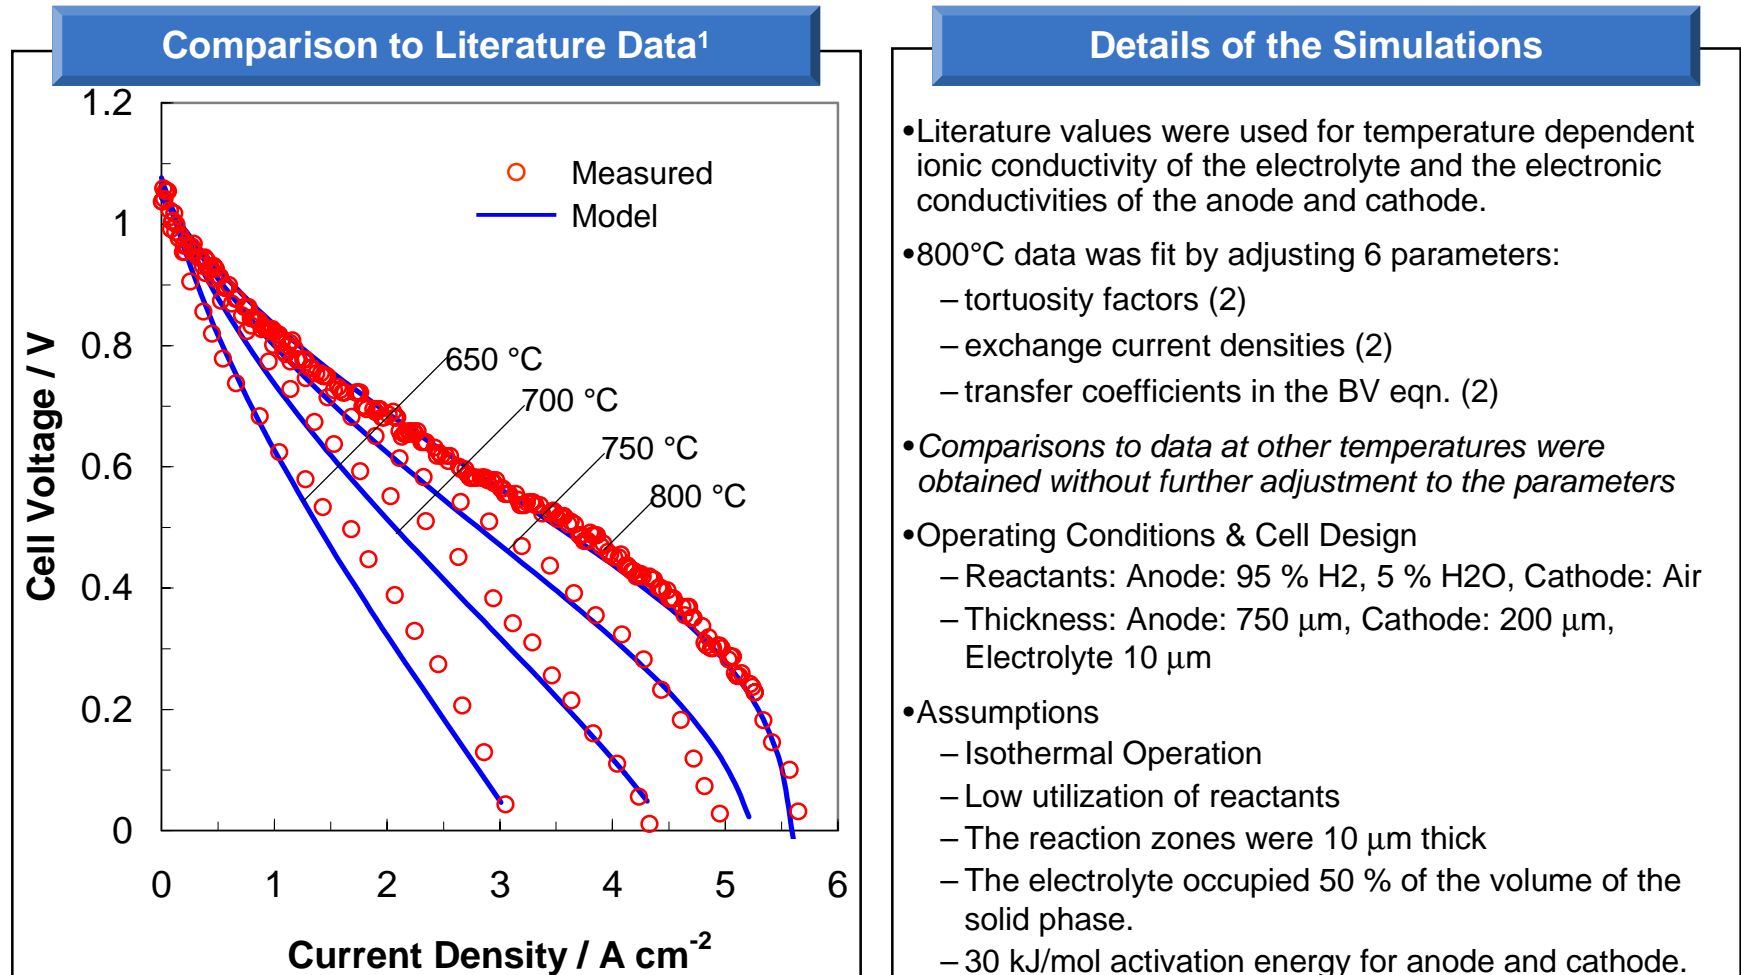 Comparison to Literature Data1
1.2
1
0.8
0.6
0.4
0.2
0
Cell Voltage / V
Measured
Model
650 °C
700 °C
750 °C
800 °C
0 1 2 3 4 5 6
Current Density / A cm-2
Details of the Simulations
•Literature values were used for temperature dependent
ionic conductivity of the electrolyte and the electronic
conductivities of the anode and cathode.
•800°C data was fit by adjusting 6 parameters:
– tortuosity factors (2)
– exchange current densities (2)
– transfer coefficients in the BV eqn. (2)
•Comparisons to data at other temperatures were
obtained without further adjustment to the parameters
•Operating Conditions & Cell Design
– Reactants: Anode: 95 % H2, 5 % H2O, Cathode: Air
– Thickness: Anode: 750 μm, Cathode: 200 μm,
Electrolyte 10 μm
•Assumptions
– Isothermal Operation
– Low utilization of reactants
– The reaction zones were 10 μm thick
– The electrolyte occupied 50 % of the volume of the
solid phase.
– 30 kJ/mol activation energy for anode and cathode.